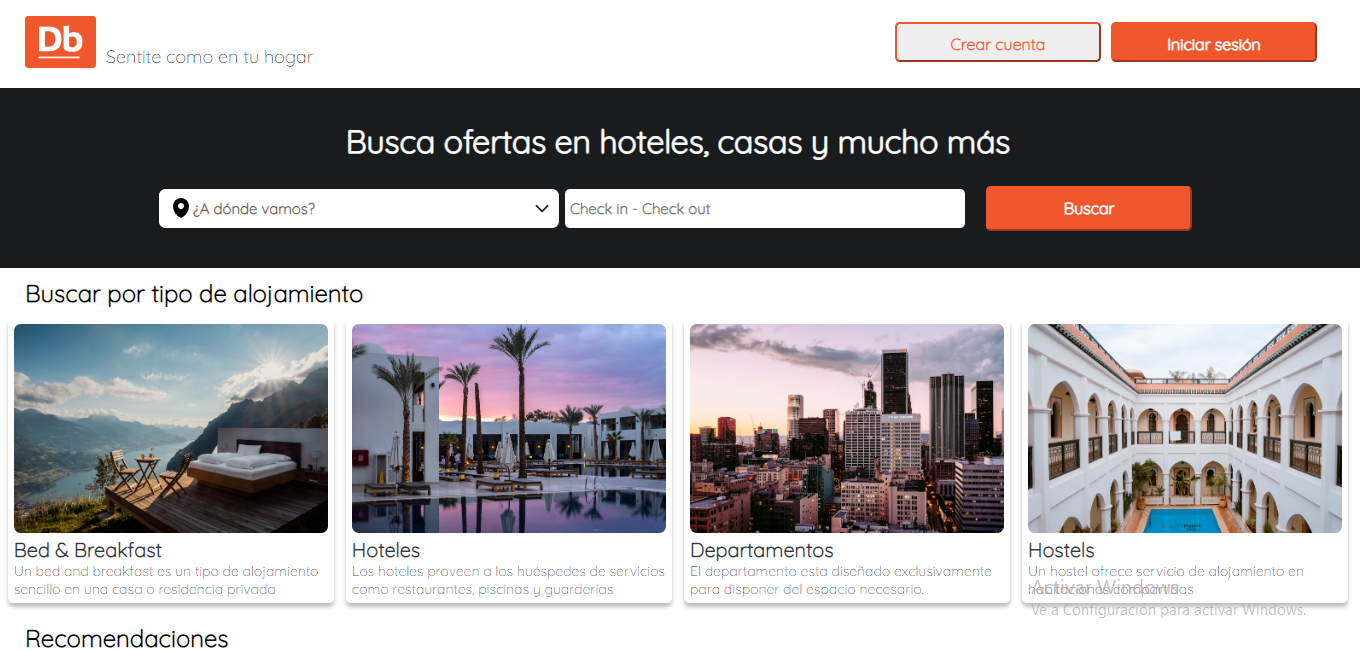 Db
Sentite como en tu hogar
Crear cuenta
Iniciar sesión
Busca ofertas en hoteles, casas y mucho más
¿A dónde vamos?
Check in - Check out
Buscar
Buscar por tipo de alojamiento
Bed & Breakfast
Un bed and breakfast es un tipo de alojamiento
sencillo en una casa o residencia privada
Hoteles
Los hoteles proveen a los huéspedes de servicios
como restaurantes, piscinas y guarderías
Departamentos
El departamento esta diseñado exclusivamente
para disponer del espacio necesario.
Hostels
Un hostel ofrece servicio de alojamiento en
habitaciones compartidas
Activar Windows
Ve a Configuración para activar Windows.
Recomendaciones